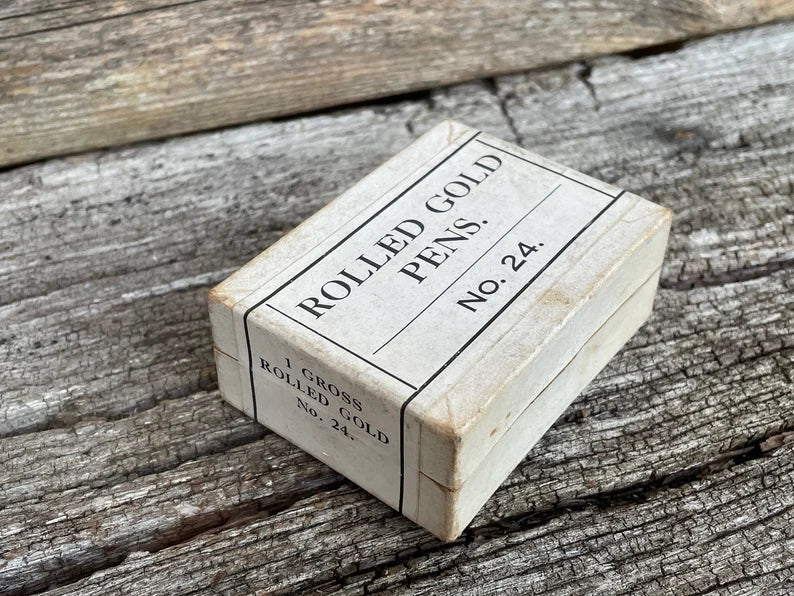 ROLLED GOLD
PENS.
No. 24.
1 GROSS
ROLLED GOLD
No. 24.